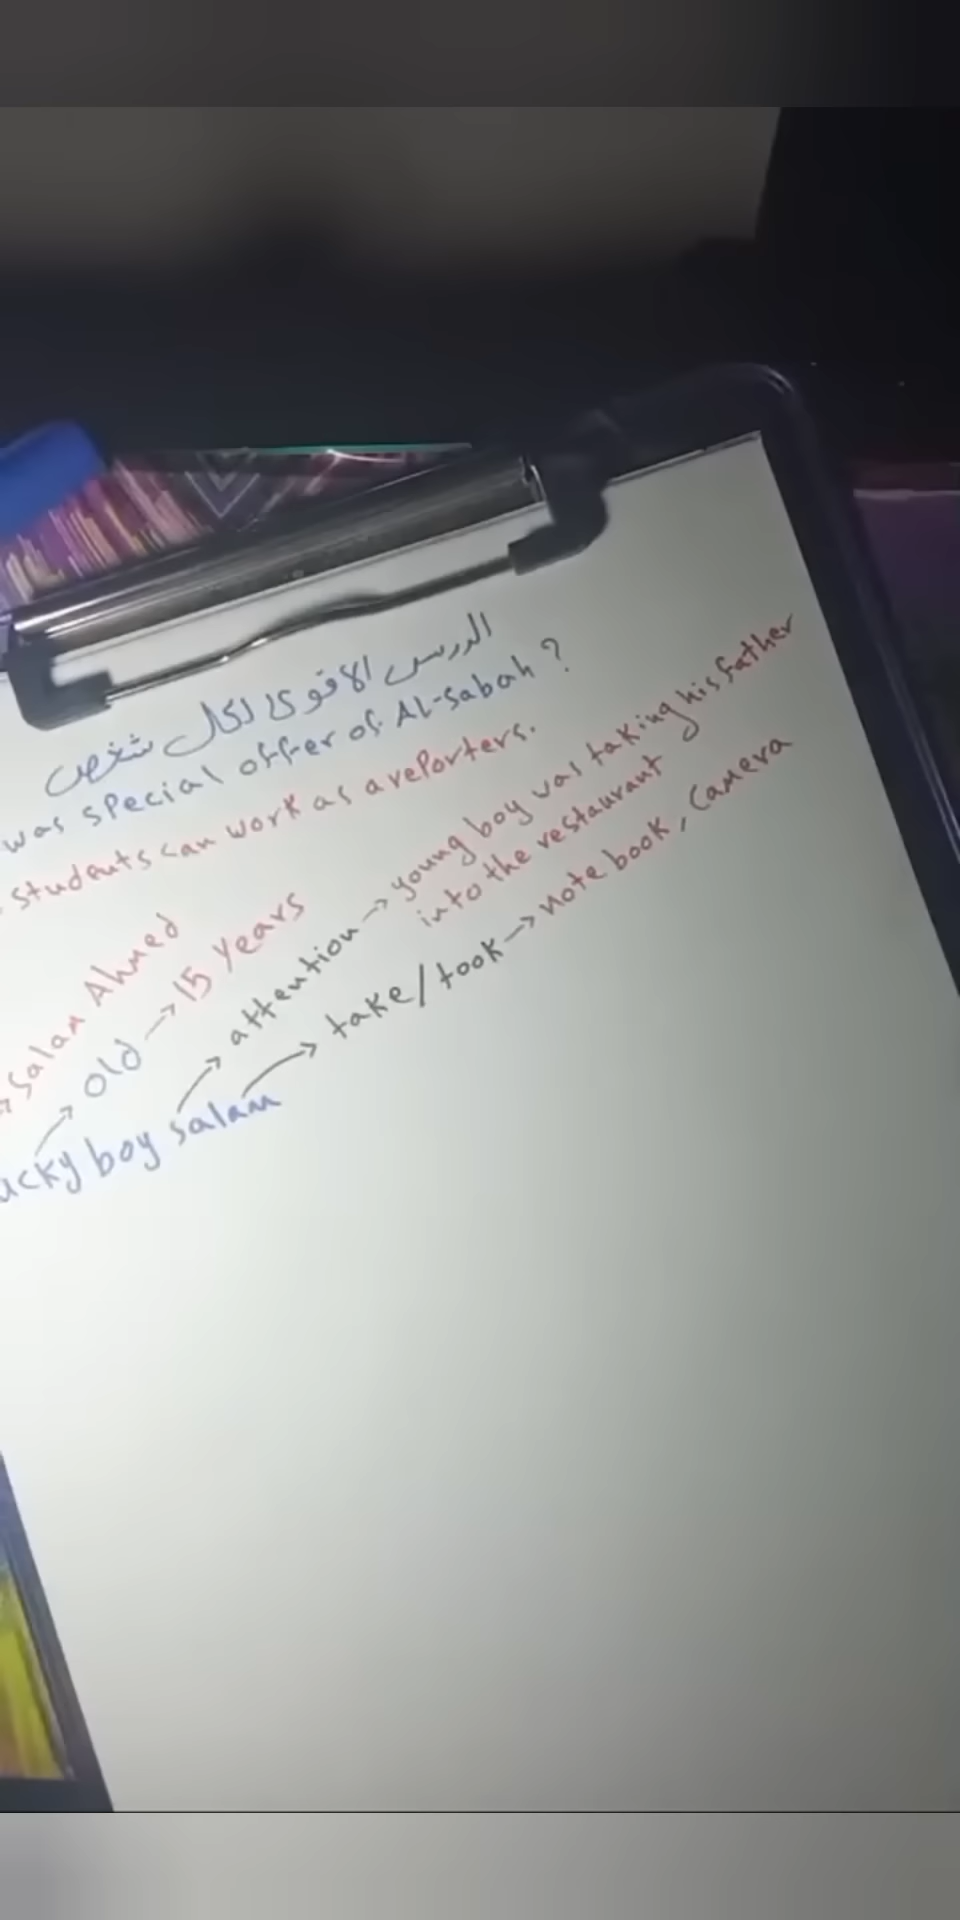 الدرس الاقوى لكل شخص
was special offer of Al-Sabah ?
students can work as a reporters.
Salam Ahmed
old → 15 years
attention → young boy was taking his father
into the restaurant
take/took → note book, Camera
ucky boy salam